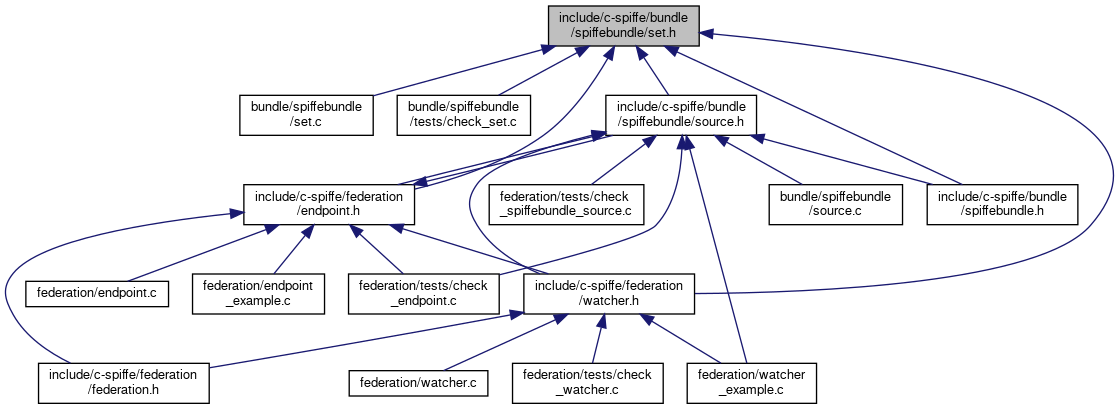 include/c-spiffe/bundle
/spiffebundle/set.h
bundle/spiffebundle
/set.c
bundle/spiffebundle
/tests/check_set.c
include/c-spiffe/bundle
/spiffebundle/source.h
include/c-spiffe/federation
/endpoint.h
federation/tests/check
_spiffebundle_source.c
bundle/spiffebundle
/source.c
include/c-spiffe/bundle
/spiffebundle.h
federation/endpoint.c
federation/endpoint
_example.c
federation/tests/check
_endpoint.c
include/c-spiffe/federation
/watcher.h
include/c-spiffe/federation
/federation.h
federation/watcher.c
federation/tests/check
_watcher.c
federation/watcher
_example.c